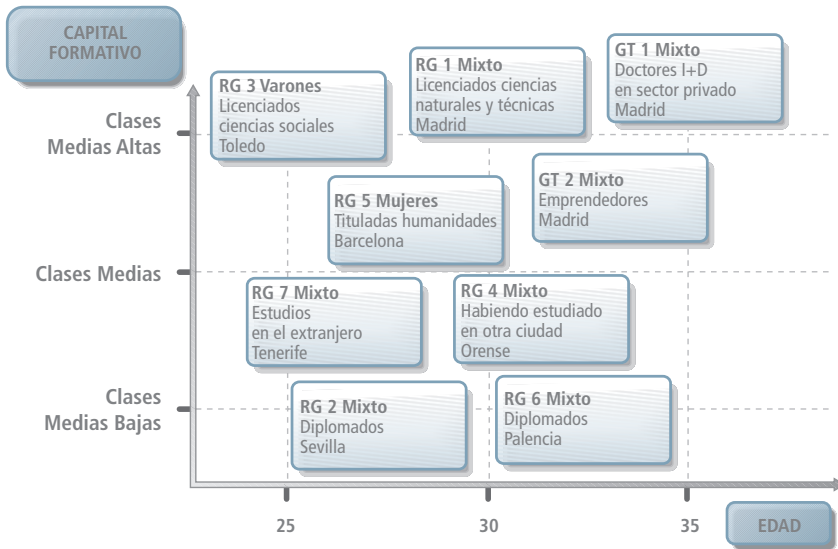 CAPITAL
FORMATIVO
Clases
Medias Altas
Clases Medias
Clases
Medias Bajas
RG 3 Varones
Licenciados
ciencias sociales
Toledo
RG 1 Mixto
Licenciados ciencias
naturales y técnicas
Madrid
GT 1 Mixto
Doctores I+D
en sector privado
Madrid
RG 5 Mujeres
Tituladas humanidades
Barcelona
GT 2 Mixto
Emprendedores
Madrid
RG 7 Mixto
Estudios
en el extranjero
Tenerife
RG 4 Mixto
Habiendo estudiado
en otra ciudad
Orense
RG 2 Mixto
Diplomados
Sevilla
RG 6 Mixto
Diplomados
Palencia
25
30
35
EDAD